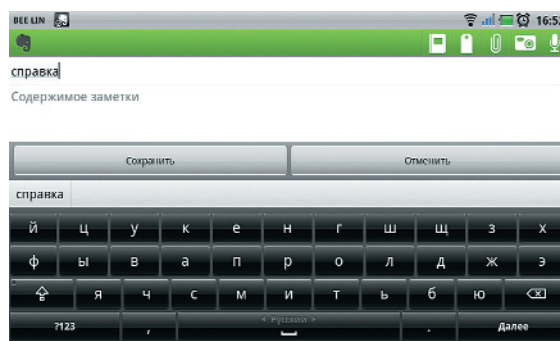 BEE LIN 16:5
справка
Содержимое заметки
Сохранить Отменить
справка
й ц у к е н г ш щ з х
ф ы в а п р о л д ж э
я ч с м и т ь б ю
?123 , < Русский > . Далее